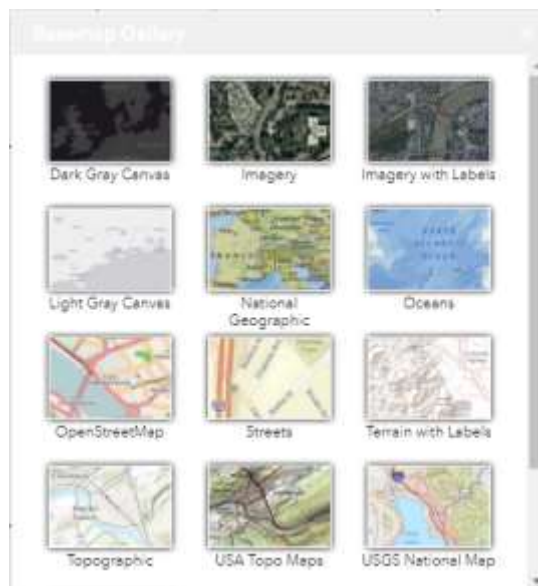 Basemap Gallery
Dark Gray Canvas
Imagery
Imagery with Labels
Light Gray Canvas
National
Geographic
Oceans
OpenStreetMap
Streets
Terrain with Labels
Topographic
USA Topo Maps
USGS National Map